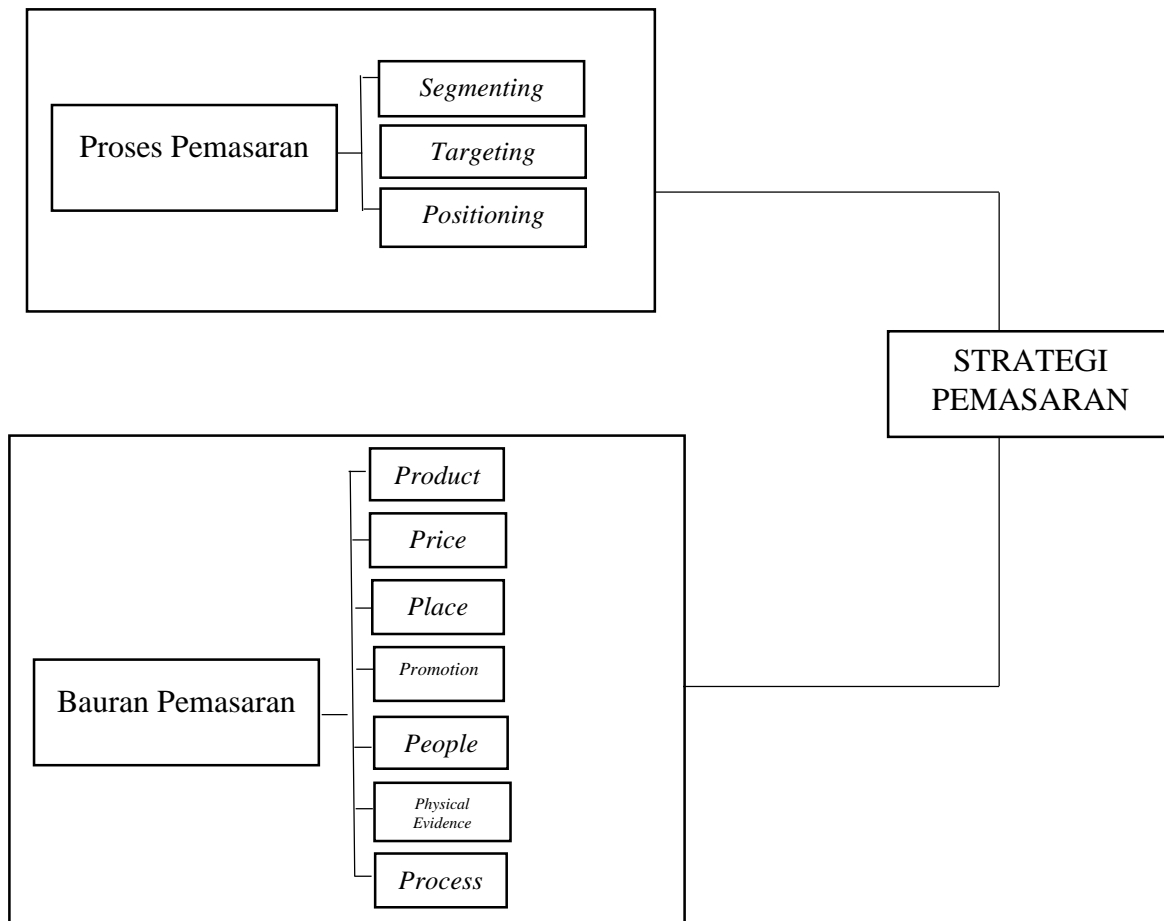 Segmenting
Proses Pemasaran
Targeting
Positioning
STRATEGI
PEMASARAN
Product
Price
Place
Promotion
Bauran Pemasaran
People
Physical
Evidence
Process